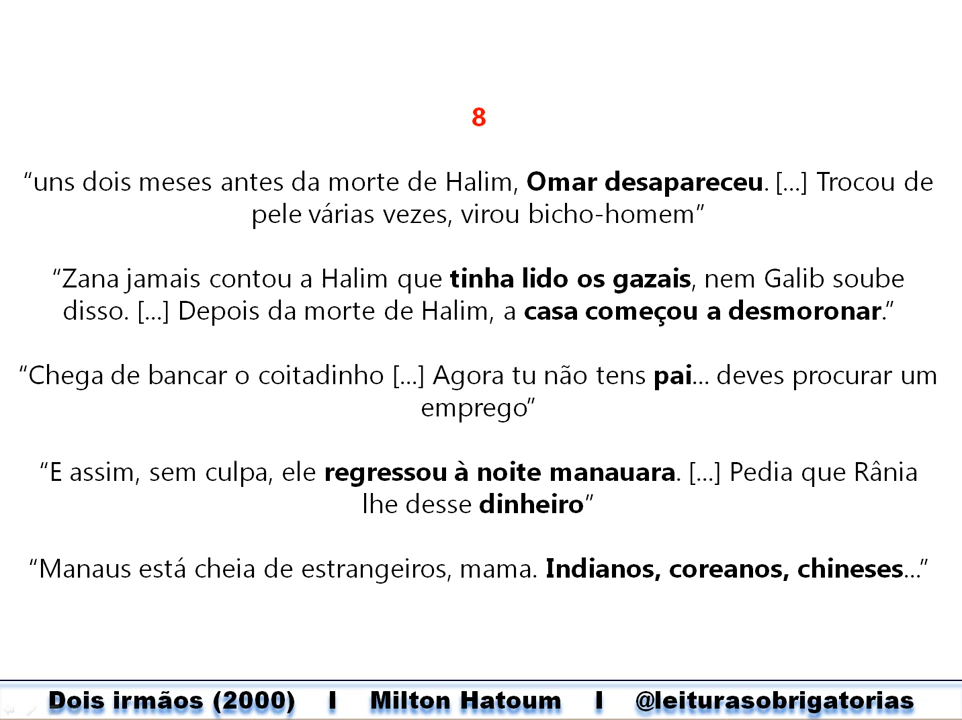 8
“uns dois meses antes da morte de Halim, Omar desapareceu. [...] Trocou de
pele várias vezes, virou bicho-homem”
“Zana jamais contou a Halim que tinha lido os gazais, nem Galib soube
disso. [...] Depois da morte de Halim, a casa começou a desmoronar.”
“Chega de bancar o coitadinho [...] Agora tu não tens pai... deves procurar um
emprego”
“E assim, sem culpa, ele regressou à noite manauara. [...] Pedia que Rânia
lhe desse dinheiro”
“Manaus está cheia de estrangeiros, mama. Indianos, coreanos, chineses...”
Dois irmãos (2000) I Milton Hatoum I @leiturasobrigatorias